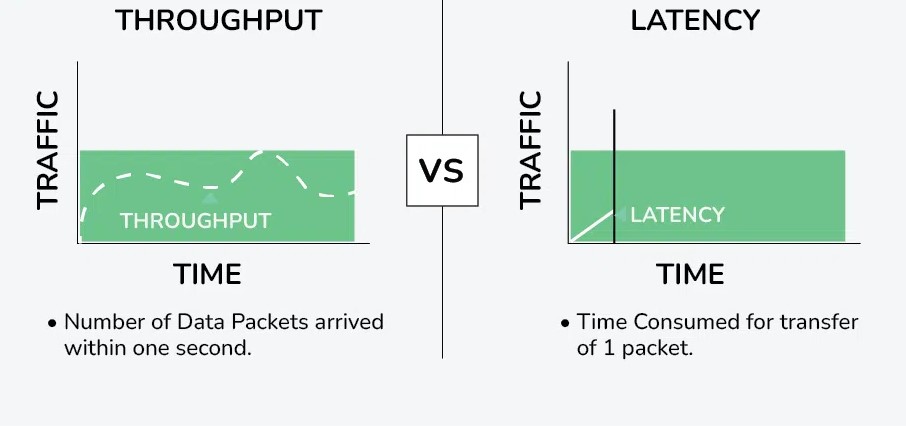 THROUGHPUT
TRAFFIC
THROUGHPUT
TIME
• Number of Data Packets arrived
within one second.
VS
LATENCY
TRAFFIC
LATENCY
TIME
• Time Consumed for transfer
of 1 packet.